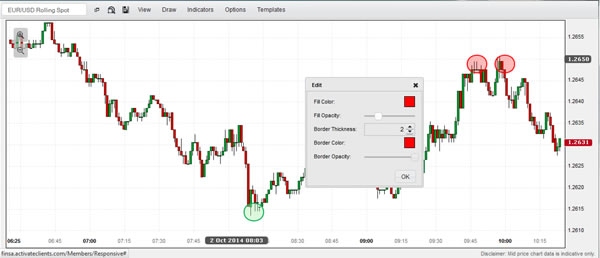 EUR/USD Rolling Spot View Draw Indicators Options Templates
1.2655
1.2650
1.2645
1.2640
1.2635
1.2631
1.2625
1.2620
1.2615
1.2610
Edit
Fill Color:
Fill Opacity:
Border Thickness: 2
Border Color:
Border Opacity:
OK
06:25 06:45 07:00 07:15 07:30 07:45 2 Oct 2014 08:03 08:30 08:45 09:00 09:15 09:30 09:45 10:00 10:15
finsa.activateclients.com/Members/Responsive# Disclaimer: Mid price chart data is indicative only.